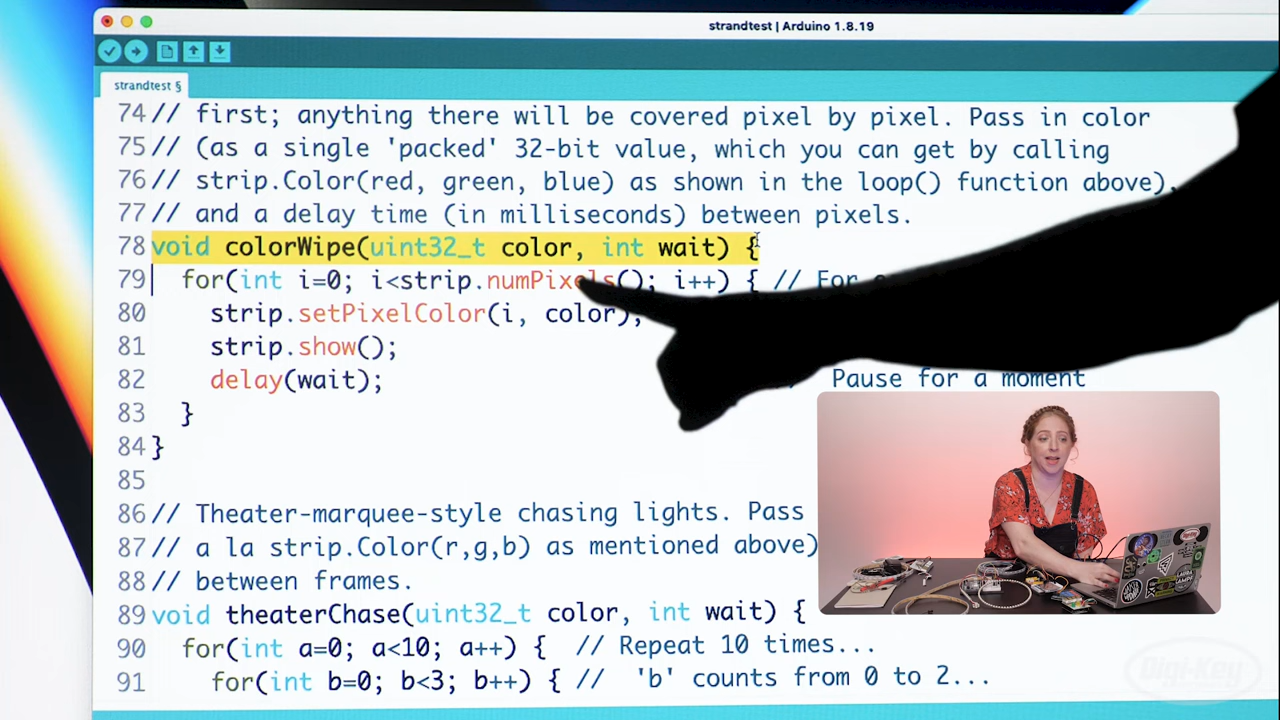 strandtest | Arduino 1.8.19
strandtest §
74 // first; anything there will be covered pixel by pixel. Pass in color
75 // (as a single 'packed' 32-bit value, which you can get by calling
76 // strip.Color(red, green, blue) as shown in the loop() function above),
77 // and a delay time (in milliseconds) between pixels.
78 void colorWipe(uint32_t color, int wait) {
79 for(int i=0; i<strip.numPixels(); i++) { // For
80 strip.setPixelColor(i, color);
81 strip.show();
82 delay(wait); // Pause for a moment
83 }
84 }
85
86 // Theater-marquee-style chasing lights. Pass
87 // a la strip.Color(r,g,b) as mentioned above)
88 // between frames.
89 void theaterChase(uint32_t color, int wait) {
90 for(int a=0; a<10; a++) { // Repeat 10 times...
91 for(int b=0; b<3; b++) { // 'b' counts from 0 to 2...
Digi-Key